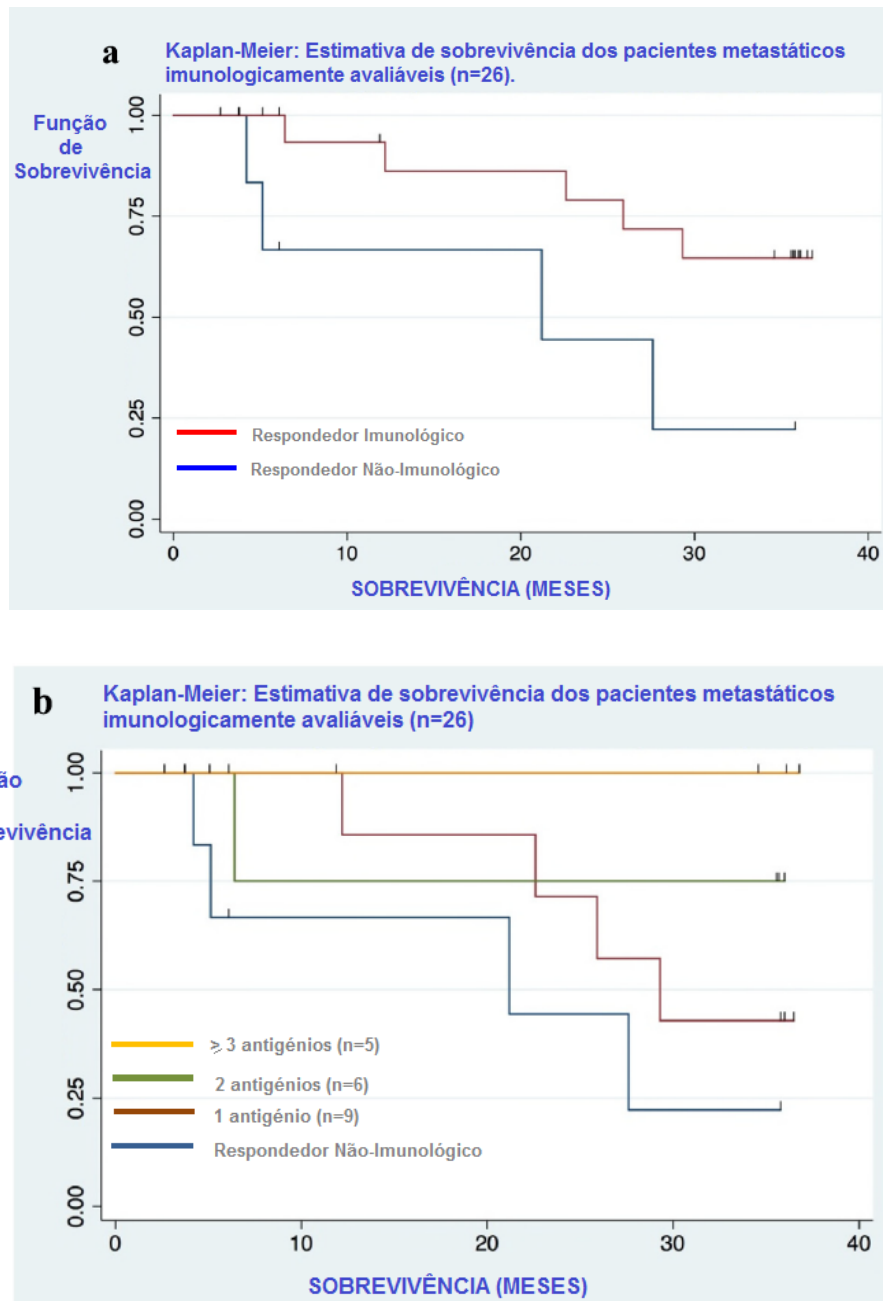 a
Kaplan-Meier: Estimativa de sobrevivência dos pacientes metastáticos
imunologicamente avaliáveis (n=26).
Função
de
Sobrevivência
1.00
0.75
0.50
0.25
0.00
Respondedor Imunológico
Respondedor Não-Imunológico
0 10 20 30 40
SOBREVIVÊNCIA (MESES)
b
Kaplan-Meier: Estimativa de sobrevivência dos pacientes metastáticos
imunologicamente avaliáveis (n=26)
ão
evivência
1.00
0.75
0.50
0.25
0.00
≥ 3 antigénios (n=5)
2 antigénios (n=6)
1 antigénio (n=9)
Respondedor Não-Imunológico
0 10 20 30 40
SOBREVIVÊNCIA (MESES)